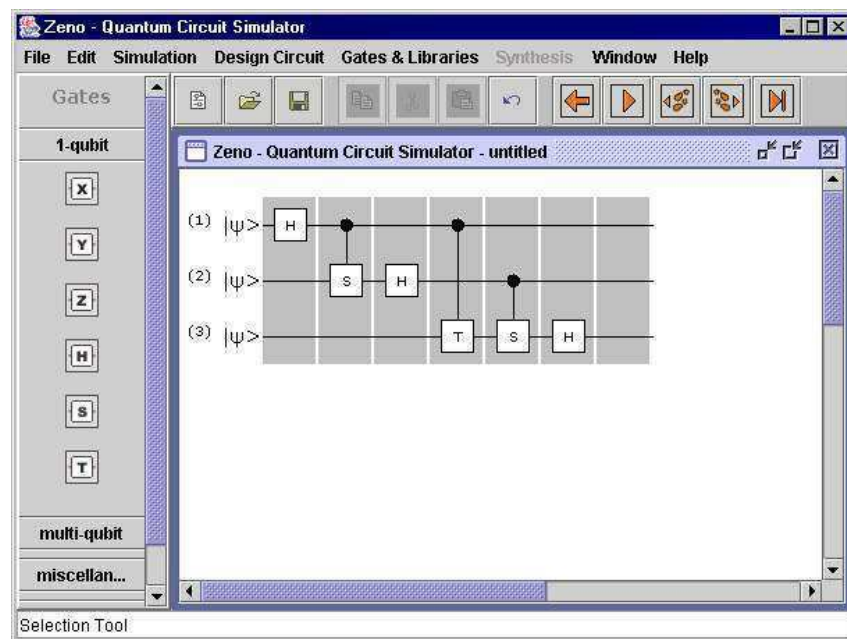 Zeno - Quantum Circuit Simulator
File Edit Simulation Design Circuit Gates & Libraries Synthesis Window Help
Gates
1-qubit
X
Y
Z
H
S
T
multi-qubit
miscellan...
Zeno - Quantum Circuit Simulator - untitled
(1) |ψ> H
(2) |ψ> S H
(3) |ψ> T S H
Selection Tool